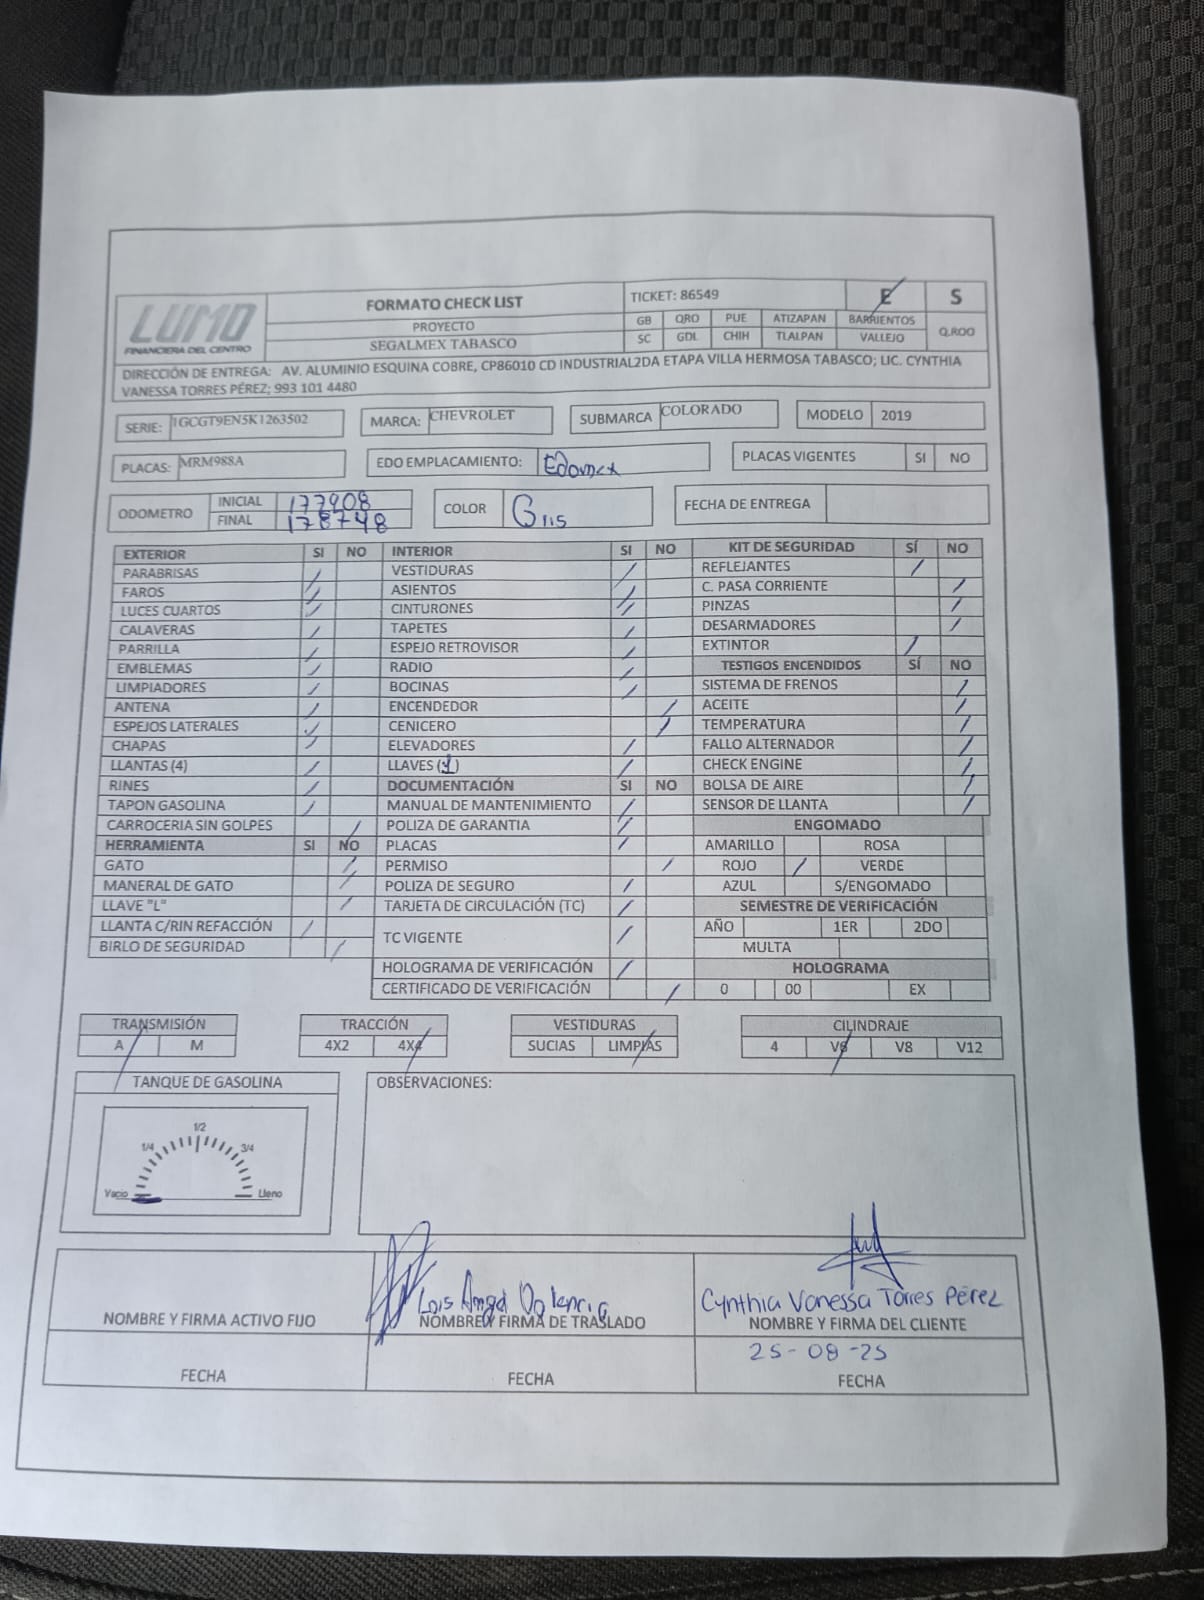 LUMO
FINANCIERA DEL CENTRO
FORMATO CHECK LIST
PROYECTO
SEGALMEX TABASCO
TICKET: 86549
E
S
GB QRO PUE ATIZAPAN BARRIENTOS
SC GDL CHIH TLALPAN VALLEJO
Q.ROO
DIRECCIÓN DE ENTREGA: AV. ALUMINIO ESQUINA COBRE, CP86010 CD INDUSTRIAL2DA ETAPA VILLA HERMOSA TABASCO; LIC. CYNTHIA
VANESSA TORRES PÉREZ; 993 101 4480
SERIE: 1GCGT9EN5K1263502
MARCA: CHEVROLET
SUBMARCA COLORADO
MODELO 2019
PLACAS: MRM988A
EDO EMPLACAMIENTO: Edomex
PLACAS VIGENTES SI NO
ODOMETRO
INICIAL 177908
FINAL 178748
COLOR Gris
FECHA DE ENTREGA
EXTERIOR SI NO INTERIOR SI NO KIT DE SEGURIDAD SÍ NO
PARABRISAS VESTIDURAS REFLEJANTES
FAROS ASIENTOS C. PASA CORRIENTE
LUCES CUARTOS CINTURONES PINZAS
CALAVERAS TAPETES DESARMADORES
PARRILLA ESPEJO RETROVISOR EXTINTOR
EMBLEMAS RADIO TESTIGOS ENCENDIDOS SÍ NO
LIMPIADORES BOCINAS SISTEMA DE FRENOS
ANTENA ENCENDEDOR ACEITE
ESPEJOS LATERALES CENICERO TEMPERATURA
CHAPAS ELEVADORES FALLO ALTERNADOR
LLANTAS (4) LLAVES (1) CHECK ENGINE
RINES DOCUMENTACIÓN SI NO BOLSA DE AIRE
TAPON GASOLINA MANUAL DE MANTENIMIENTO SENSOR DE LLANTA
CARROCERIA SIN GOLPES POLIZA DE GARANTIA ENGOMADO
HERRAMIENTA SI NO PLACAS AMARILLO ROSA
GATO PERMISO ROJO VERDE
MANERAL DE GATO POLIZA DE SEGURO AZUL S/ENGOMADO
LLAVE "L" TARJETA DE CIRCULACIÓN (TC) SEMESTRE DE VERIFICACIÓN
LLANTA C/RIN REFACCIÓN TC VIGENTE AÑO 1ER 2DO
BIRLO DE SEGURIDAD MULTA
HOLOGRAMA DE VERIFICACIÓN HOLOGRAMA
CERTIFICADO DE VERIFICACIÓN 0 00 EX
TRANSMISIÓN TRACCIÓN VESTIDURAS CILINDRAJE
A M 4X2 4X4 SUCIAS LIMPIAS 4 V6 V8 V12
TANQUE DE GASOLINA
OBSERVACIONES:
1/2
1/4 3/4
Vacio Lleno
Luis Angel Valencia
Cynthia Vanessa Torres Pérez
NOMBRE Y FIRMA ACTIVO FIJO NOMBRE Y FIRMA DE TRASLADO NOMBRE Y FIRMA DEL CLIENTE
25-08-25
FECHA FECHA FECHA